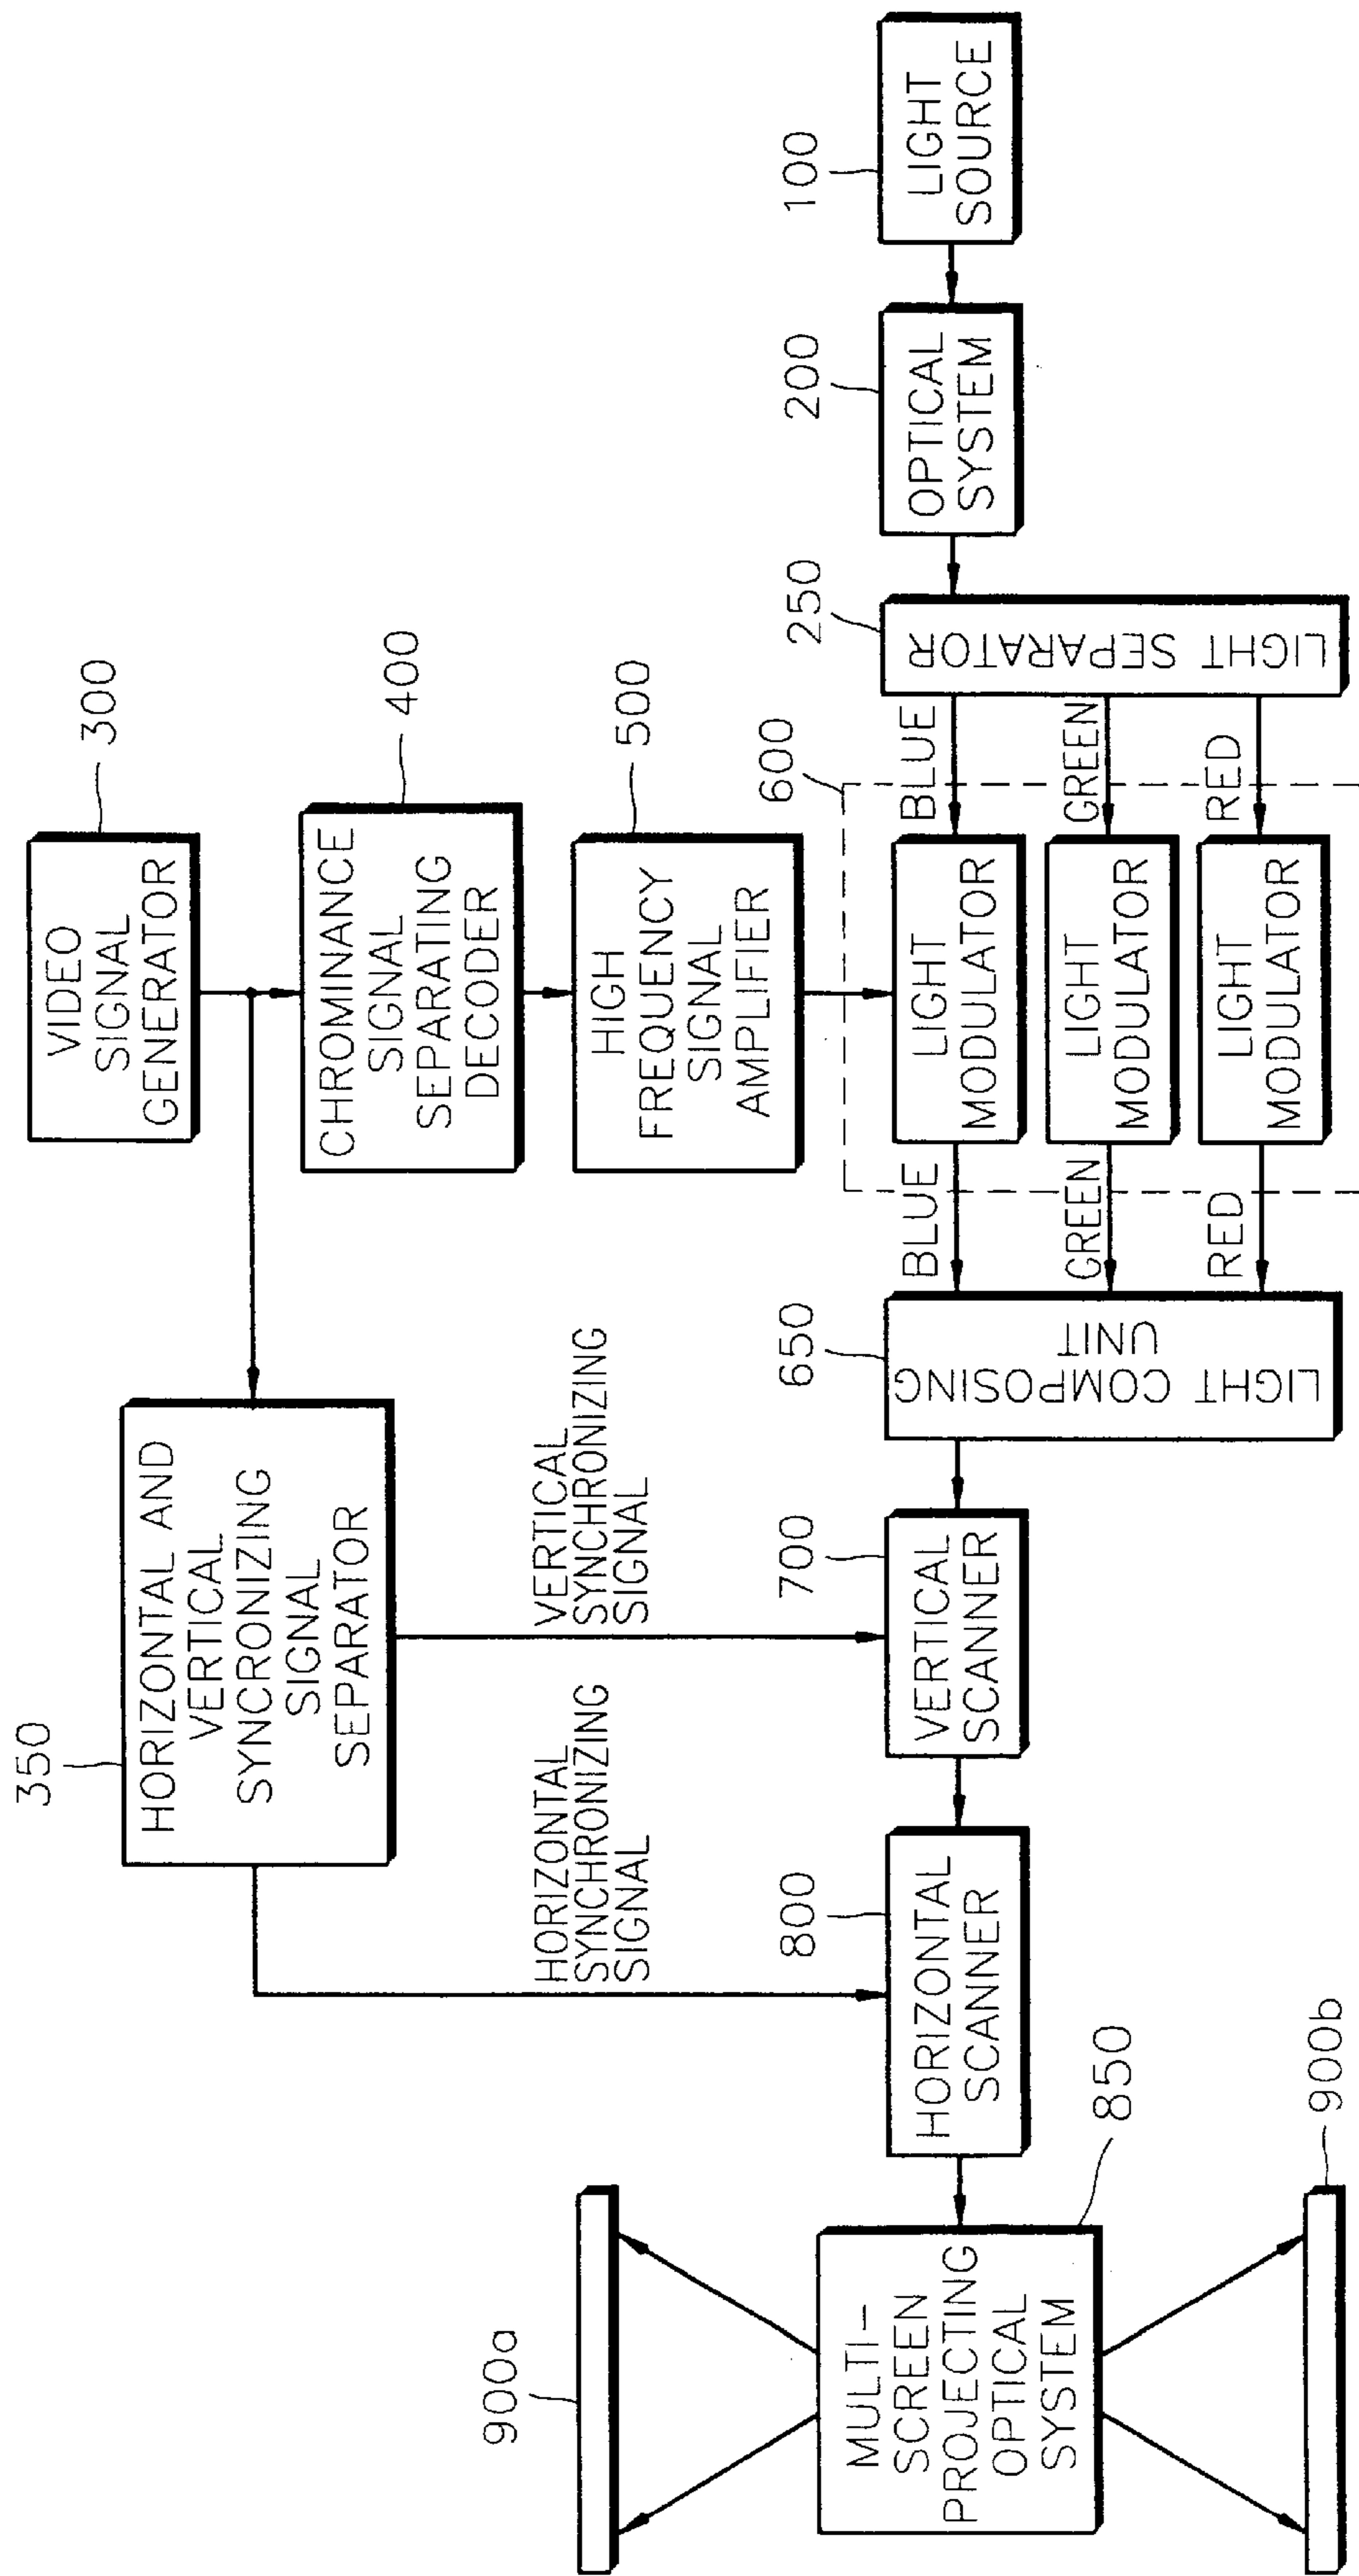 350
HORIZONTAL AND
VERTICAL
SYNCRONIZING
SIGNAL
SEPARATOR
VIDEO
SIGNAL
GENERATOR
300
CHROMINANCE
SIGNAL
SEPARATING
DECODER
400
HIGH
FREQUENCY
SIGNAL
AMPLIFIER
500
HORIZONTAL
SYNCHRONIZING
SIGNAL
VERTICAL
SYNCHRONIZING
SIGNAL
900a
MULTI-
SCREEN
PROJECTING
OPTICAL
SYSTEM
850
900b
800
HORIZONTAL
SCANNER
700
VERTICAL
SCANNER
650
LIGHT COMPOSING
UNIT
BLUE
GREEN
RED
600
LIGHT
MODULATOR
LIGHT
MODULATOR
LIGHT
MODULATOR
BLUE
GREEN
RED
250
LIGHT SEPARATOR
200
OPTICAL
SYSTEM
100
LIGHT
SOURCE